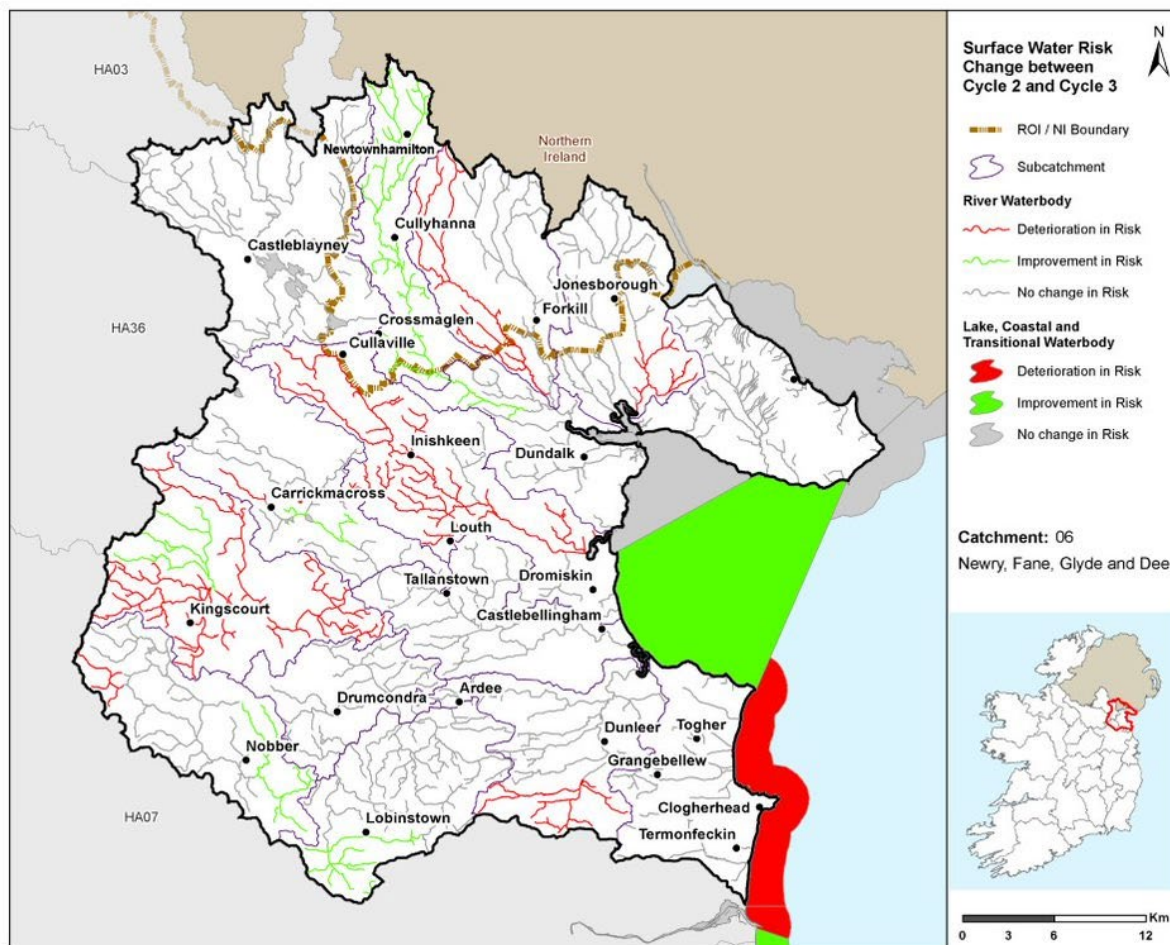 HA03
Northern
Ireland
Newtownhamilton
Cullyhanna
Castleblayney
Jonesborough
Forkill
HA36
Crossmaglen
Cullaville
Inishkeen
Dundalk
Carrickmacross
Louth
Tallanstown
Dromiskin
Castlebellingham
Kingscourt
Drumcondra
Ardee
Dunleer
Togher
Nobber
Grangebellew
Clogherhead
HA07
Lobinstown
Termonfeckin
N
Surface Water Risk
Change between
Cycle 2 and Cycle 3
ROI / NI Boundary
Subcatchment
River Waterbody
Deterioration in Risk
Improvement in Risk
No change in Risk
Lake, Coastal and
Transitional Waterbody
Deterioration in Risk
Improvement in Risk
No change in Risk
Catchment: 06
Newry, Fane, Glyde and Dee
Km
0 3 6 12